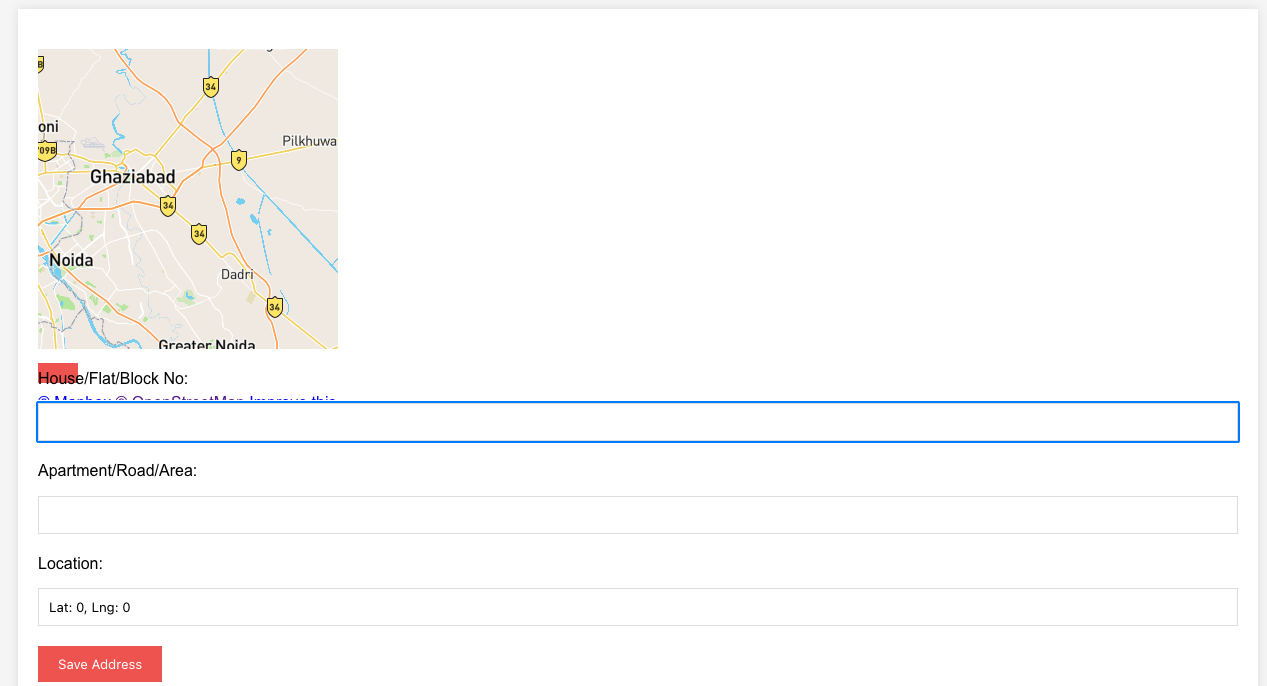 B
34
oni
Pilkhuwa
709B
9
Ghaziabad
34
34
Noida
Dadri
34
Greater Noida
House/Flat/Block No:
© Mapbox © OpenStreetMap Improve this
Apartment/Road/Area:
Location:
Lat: 0, Lng: 0
Save Address